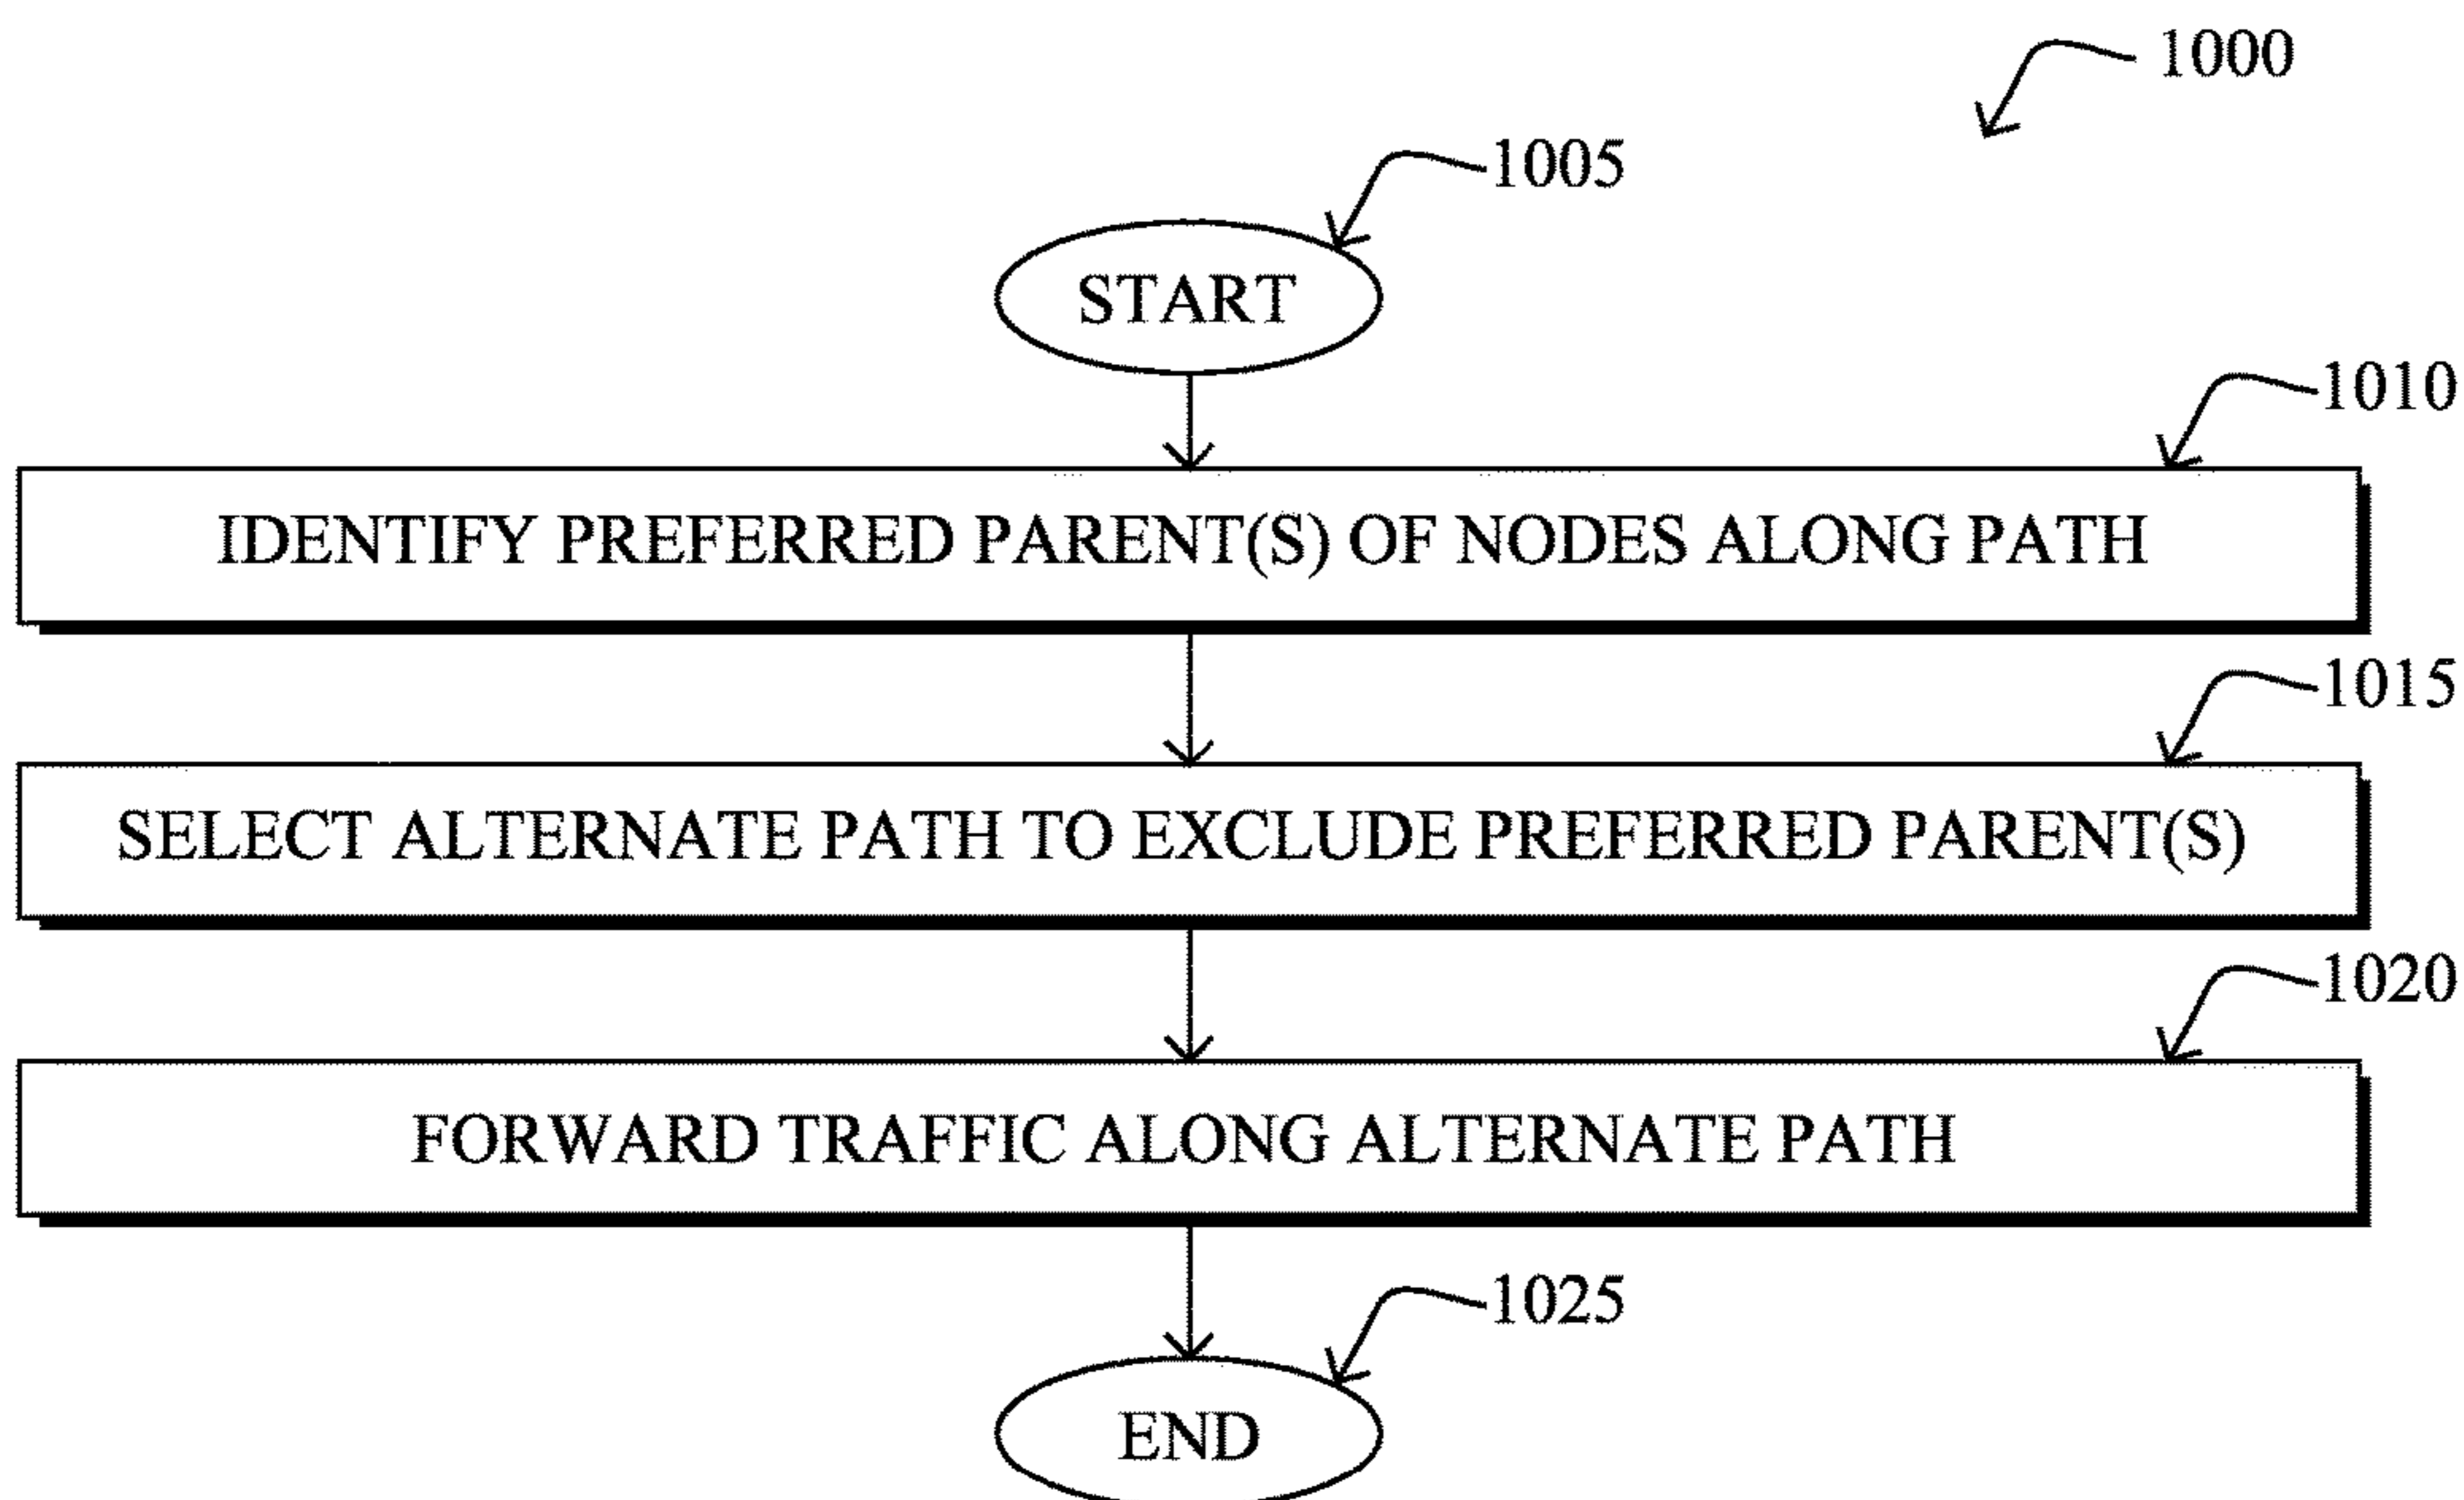 1000
1005
START
1010
IDENTIFY PREFERRED PARENT(S) OF NODES ALONG PATH
1015
SELECT ALTERNATE PATH TO EXCLUDE PREFERRED PARENT(S)
1020
FORWARD TRAFFIC ALONG ALTERNATE PATH
1025
END